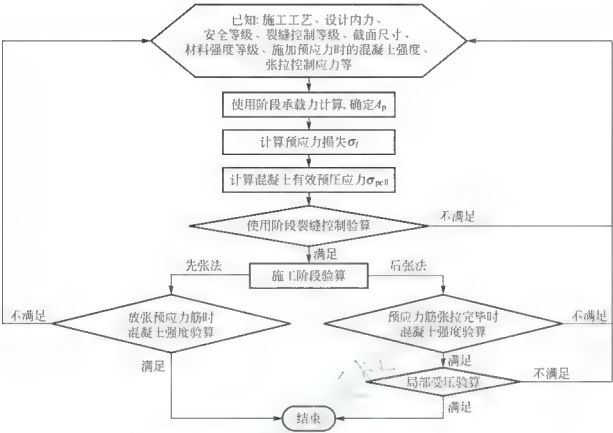 已知: 施工工艺、设计内力、
安全等级、裂缝控制等级、截面尺寸、
材料强度等级、施加预应力时的混凝土强度、
张拉控制应力等
使用阶段承载力计算, 确定Aₚ
计算预应力损失σₗ
计算混凝土有效预压应力σpcⅡ
使用阶段裂缝控制验算
不满足
满足
先张法
施工阶段验算
后张法
不满足
放张预应力筋时
混凝土强度验算
预应力筋张拉完毕时
混凝土强度验算
不满足
满足
满足
局部受压验算
不满足
满足
结束